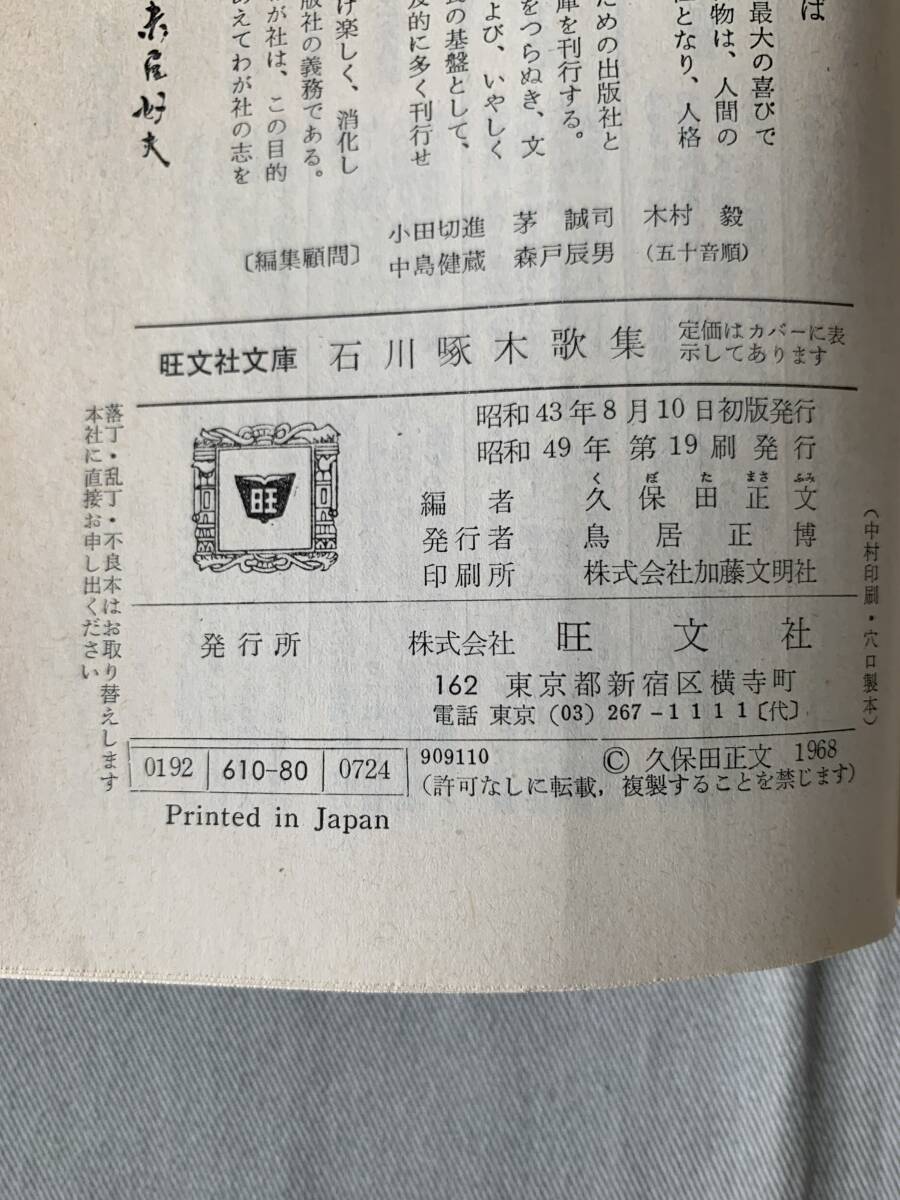 ば
最大の喜びで
物は、人間の
となり、人格
ための出版社と
庫を刊行する。
をつらぬき、文
よび、いやしく
の基盤として、
的に多く刊行せ
け楽しく、消化し
版社の義務である。
が社は、この目的
あえてわが社の志を
赤尾好夫
〔編集顧問〕
小田切進 茅誠司 木村毅
中島健蔵 森戸辰男 (五十音順)
旺文社文庫 石川啄木歌集 定価はカバーに表
示してあります
昭和43年8月10日初版発行
昭和49年 第19刷発行
編者 久保田正文
く ぼ た まさ ふみ
発行者 鳥居正博
印刷所 株式会社加藤文明社
旺
発行所 株式会社 旺文社
162 東京都新宿区横寺町
電話 東京 (03) 267-1111〔代〕
0192 610-80 0724
909110
© 久保田正文 1968
(許可なしに転載, 複製することを禁じます)
Printed in Japan
落丁・乱丁・不良本はお取り替えします
本社に直接お申し出ください
(中村印刷・穴口製本)